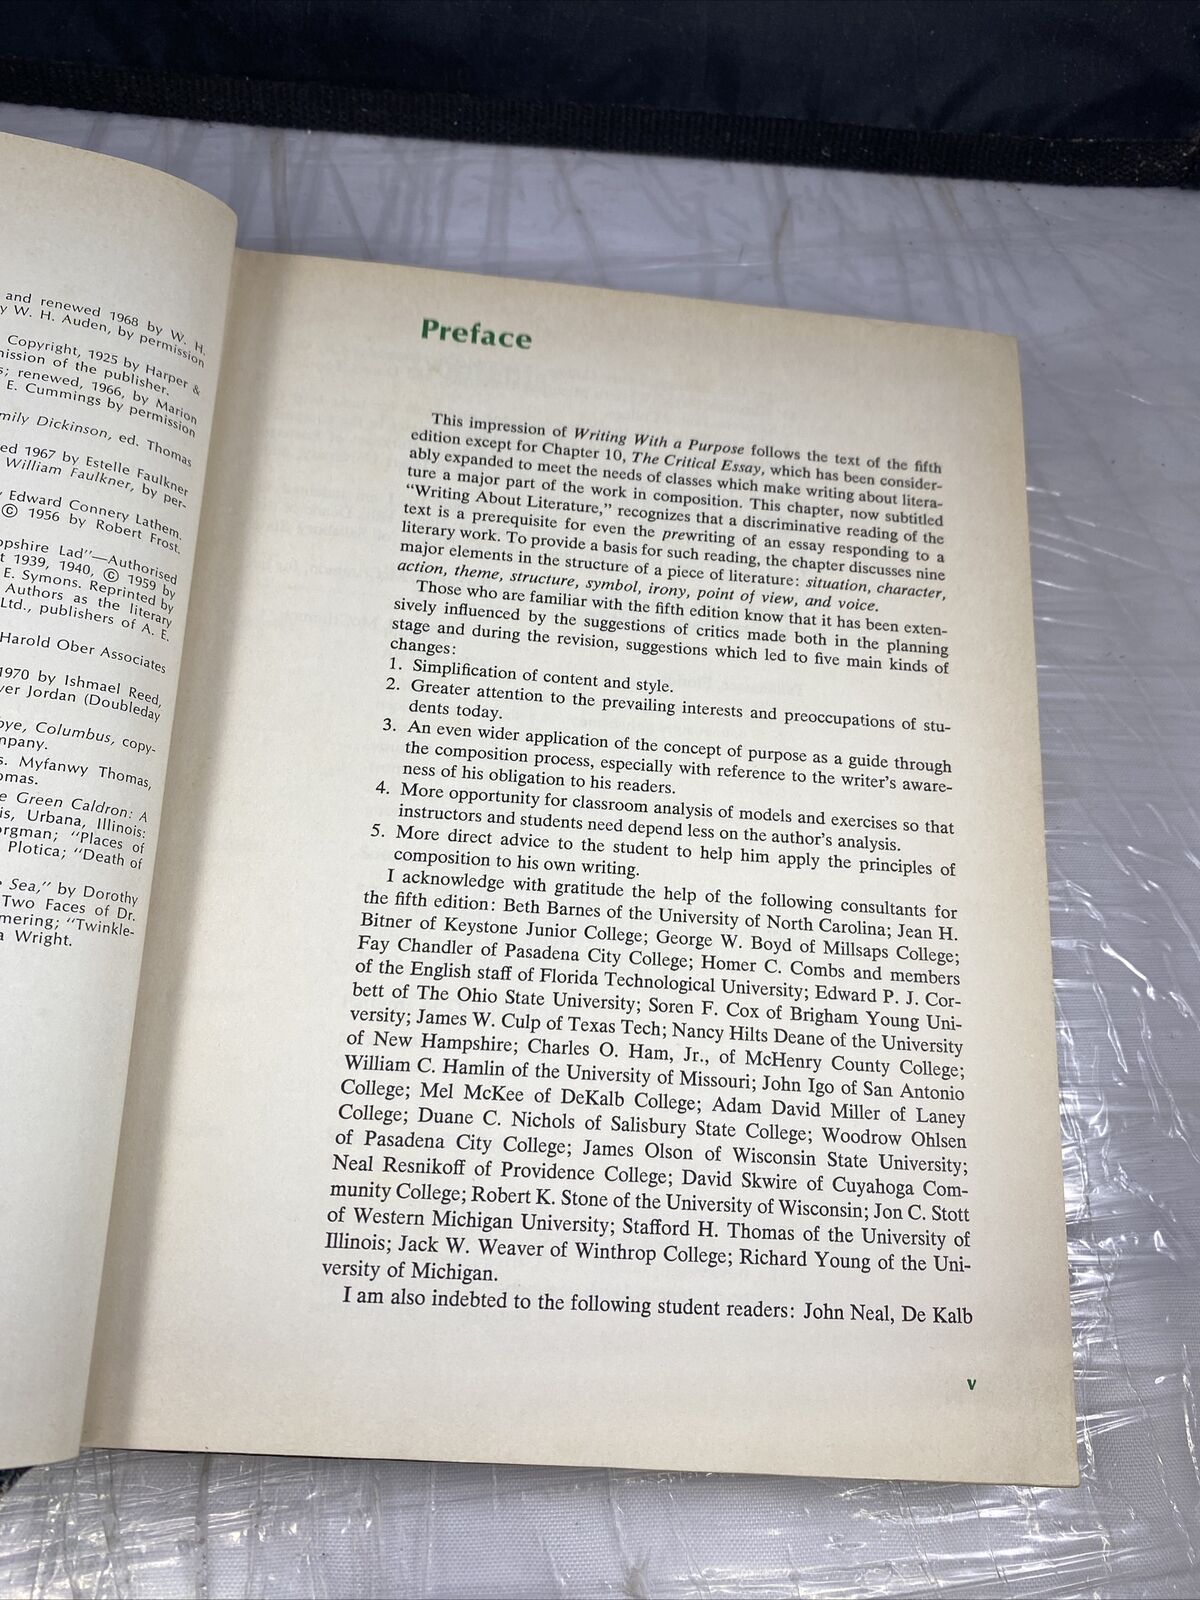 and renewed 1968 by W. H.
y W. H. Auden, by permission
Copyright, 1925 by Harper &
ission of the publisher.
s; renewed, 1966, by Marion
E. Cummings by permission
mily Dickinson, ed. Thomas
ed 1967 by Estelle Faulkner
William Faulkner, by per-
y Edward Connery Lathem.
© 1956 by Robert Frost.
opshire Lad"—Authorised
t 1939, 1940, © 1959 by
E. Symons. Reprinted by
Authors as the literary
Ltd., publishers of A. E.
Harold Ober Associates
1970 by Ishmael Reed,
ver Jordan (Doubleday
bye, Columbus, copy-
mpany.
s. Myfanwy Thomas,
omas.
e Green Caldron: A
is, Urbana, Illinois:
orgman; "Places of
Plotica; "Death of
e Sea," by Dorothy
Two Faces of Dr.
mering; "Twinkle-
a Wright.
Preface
This impression of Writing With a Purpose follows the text of the fifth
edition except for Chapter 10, The Critical Essay, which has been consider-
ably expanded to meet the needs of classes which make writing about litera-
ture a major part of the work in composition. This chapter, now subtitled
"Writing About Literature," recognizes that a discriminative reading of the
text is a prerequisite for even the prewriting of an essay responding to a
literary work. To provide a basis for such reading, the chapter discusses nine
major elements in the structure of a piece of literature: situation, character,
action, theme, structure, symbol, irony, point of view, and voice.
Those who are familiar with the fifth edition know that it has been exten-
sively influenced by the suggestions of critics made both in the planning
stage and during the revision, suggestions which led to five main kinds of
changes:
1. Simplification of content and style.
2. Greater attention to the prevailing interests and preoccupations of stu-
dents today.
3. An even wider application of the concept of purpose as a guide through
the composition process, especially with reference to the writer's aware-
ness of his obligation to his readers.
4. More opportunity for classroom analysis of models and exercises so that
instructors and students need depend less on the author's analysis.
5. More direct advice to the student to help him apply the principles of
composition to his own writing.
I acknowledge with gratitude the help of the following consultants for
the fifth edition: Beth Barnes of the University of North Carolina; Jean H.
Bitner of Keystone Junior College; George W. Boyd of Millsaps College;
Fay Chandler of Pasadena City College; Homer C. Combs and members
of the English staff of Florida Technological University; Edward P. J. Cor-
bett of The Ohio State University; Soren F. Cox of Brigham Young Uni-
versity; James W. Culp of Texas Tech; Nancy Hilts Deane of the University
of New Hampshire; Charles O. Ham, Jr., of McHenry County College;
William C. Hamlin of the University of Missouri; John Igo of San Antonio
College; Mel McKee of DeKalb College; Adam David Miller of Laney
College; Duane C. Nichols of Salisbury State College; Woodrow Ohlsen
of Pasadena City College; James Olson of Wisconsin State University;
Neal Resnikoff of Providence College; David Skwire of Cuyahoga Com-
munity College; Robert K. Stone of the University of Wisconsin; Jon C. Stott
of Western Michigan University; Stafford H. Thomas of the University of
Illinois; Jack W. Weaver of Winthrop College; Richard Young of the Uni-
versity of Michigan.
I am also indebted to the following student readers: John Neal, De Kalb
v